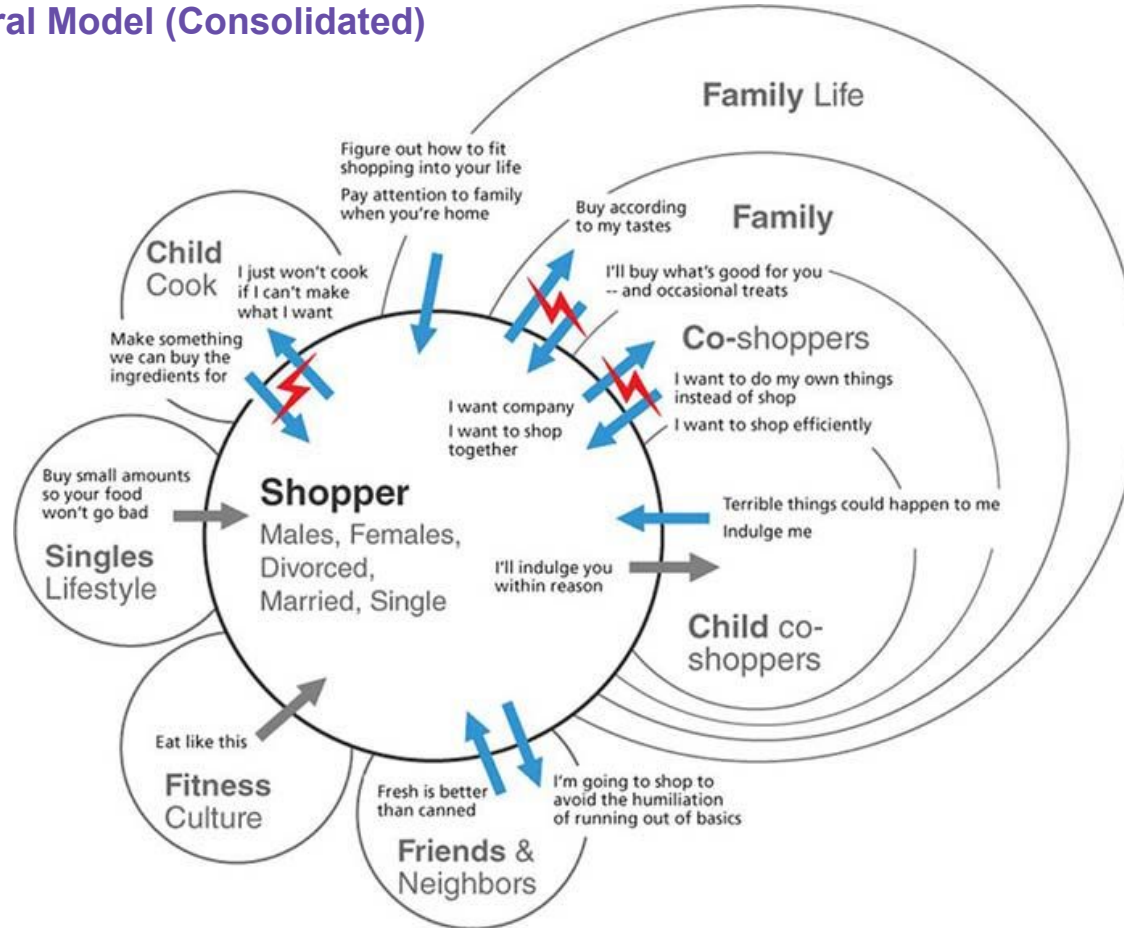 ral Model (Consolidated)
Family Life
Figure out how to fit
shopping into your life
Pay attention to family
when you're home
Buy according
to my tastes
Family
Child
Cook
I just won't cook
if I can't make
what I want
I'll buy what's good for you
-- and occasional treats
Make something
we can buy the
ingredients for
Co-shoppers
I want to do my own things
instead of shop
I want to shop efficiently
I want company
I want to shop
together
Buy small amounts
so your food
won't go bad
Singles
Lifestyle
Shopper
Males, Females,
Divorced,
Married, Single
Terrible things could happen to me
Indulge me
I'll indulge you
within reason
Child co-
shoppers
Eat like this
Fitness
Culture
Fresh is better
than canned
I'm going to shop to
avoid the humiliation
of running out of basics
Friends &
Neighbors